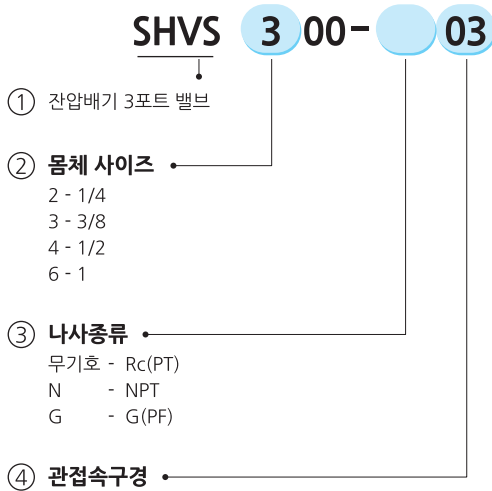 SHVS 3 00- 03
① 잔압배기 3포트 밸브
② 몸체 사이즈
2 - 1/4
3 - 3/8
4 - 1/2
6 - 1
③ 나사종류
무기호 - Rc(PT)
N - NPT
G - G(PF)
④ 관접속구경